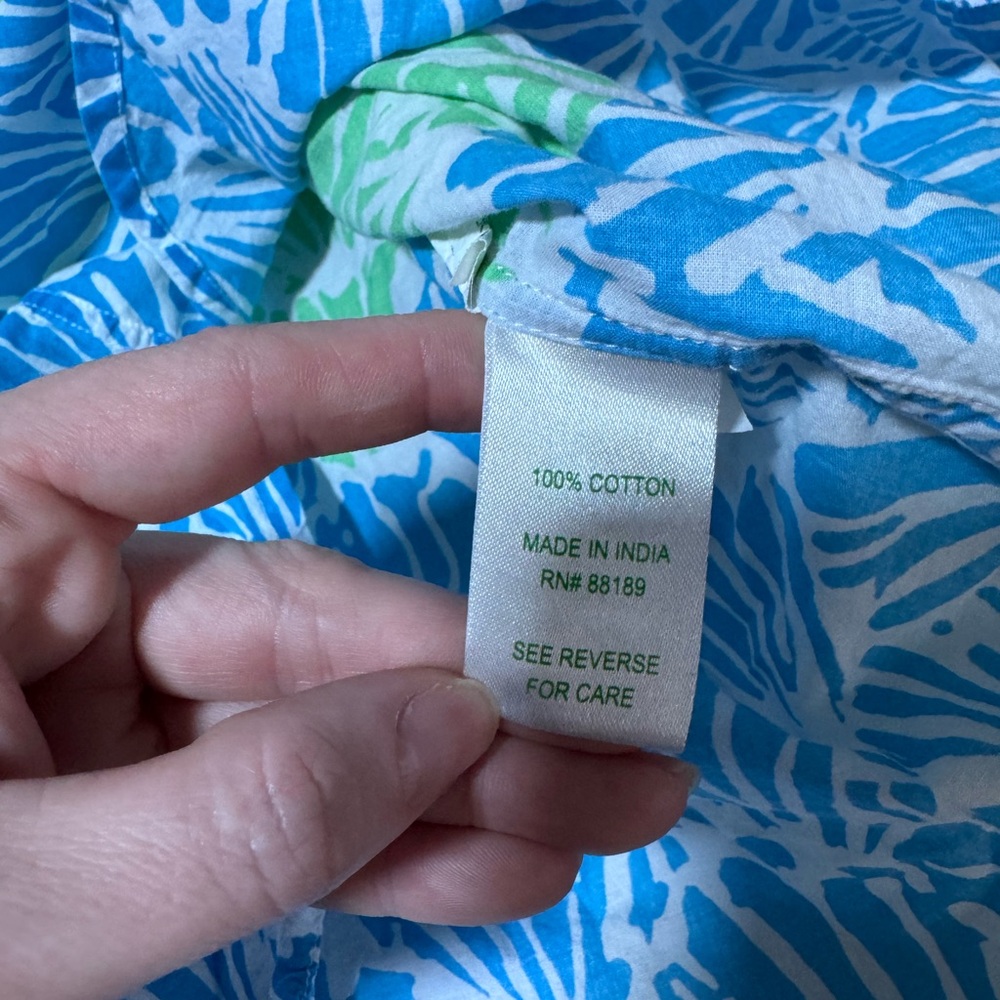 100% COTTON
MADE IN INDIA
RN# 88189
SEE REVERSE
FOR CARE